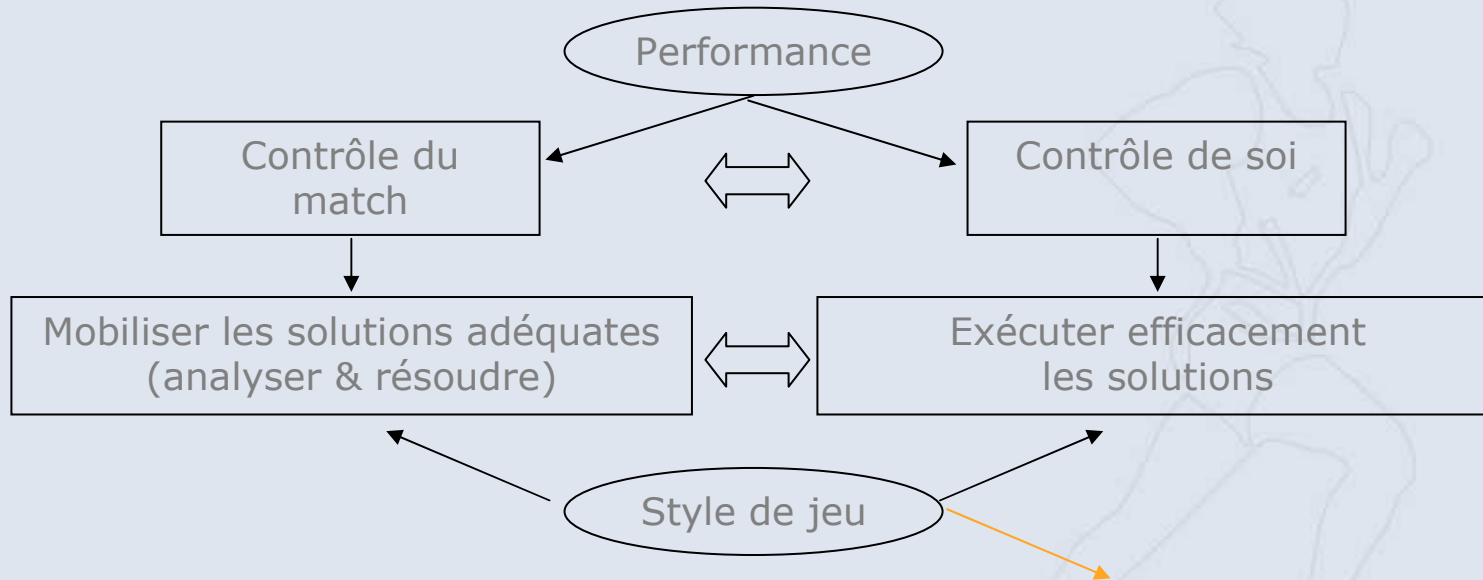 Performance
Contrôle du
match
Contrôle de soi
Mobiliser les solutions adéquates
(analyser & résoudre)
Exécuter efficacement
les solutions
Style de jeu